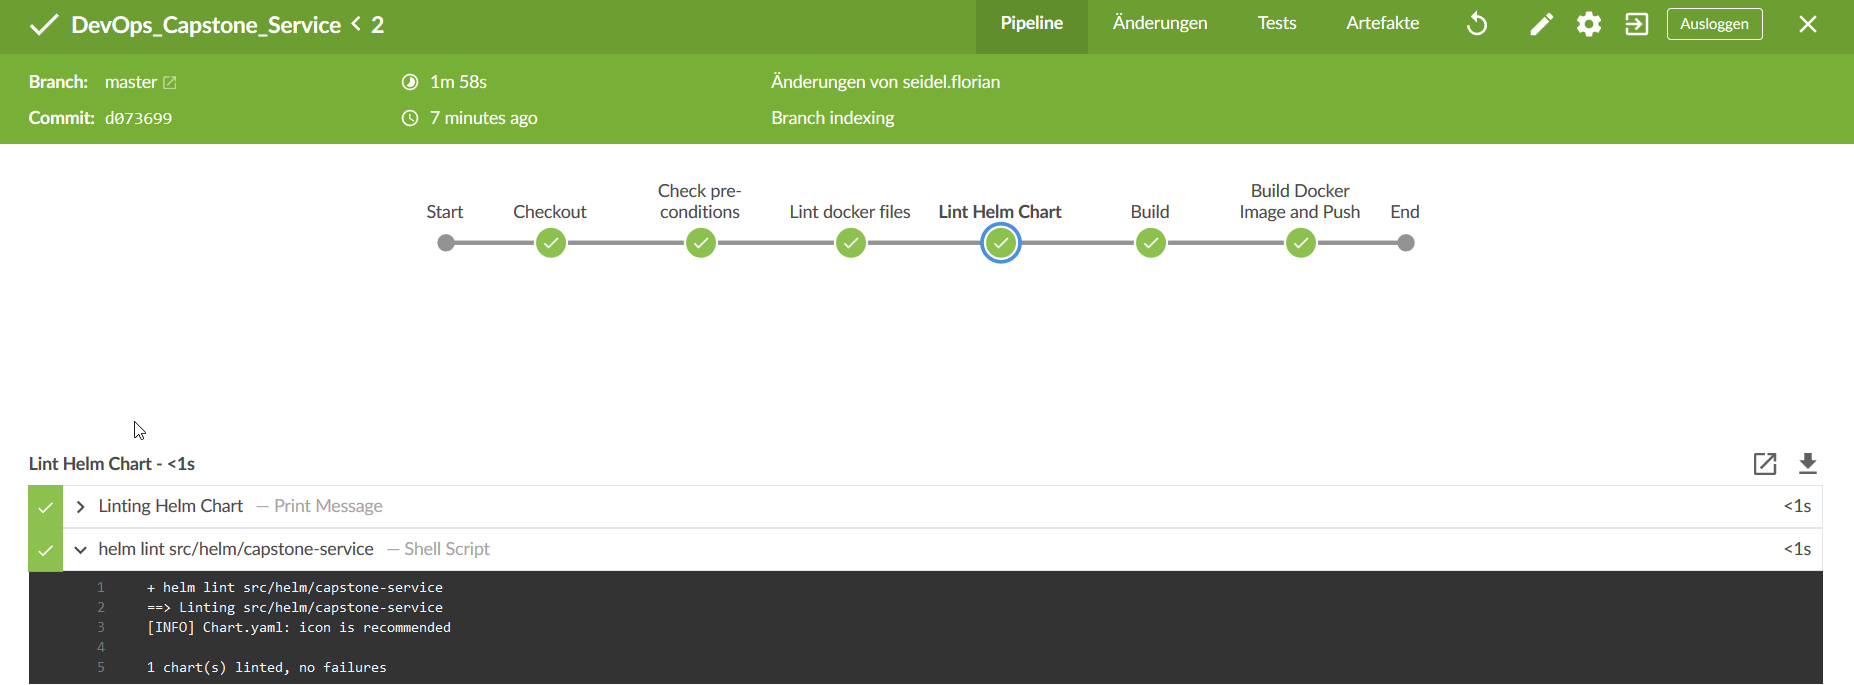 DevOps_Capstone_Service < 2
Pipeline
Änderungen
Tests
Artefakte
Ausloggen
Branch: master
1m 58s
Änderungen von seidel.florian
Commit: d073699
7 minutes ago
Branch indexing
Start
Checkout
Check pre-
conditions
Lint docker files
Lint Helm Chart
Build
Build Docker
Image and Push
End
Lint Helm Chart - <1s
Linting Helm Chart — Print Message <1s
helm lint src/helm/capstone-service — Shell Script <1s
1 + helm lint src/helm/capstone-service
2 ==> Linting src/helm/capstone-service
3 [INFO] Chart.yaml: icon is recommended
4
5 1 chart(s) linted, no failures